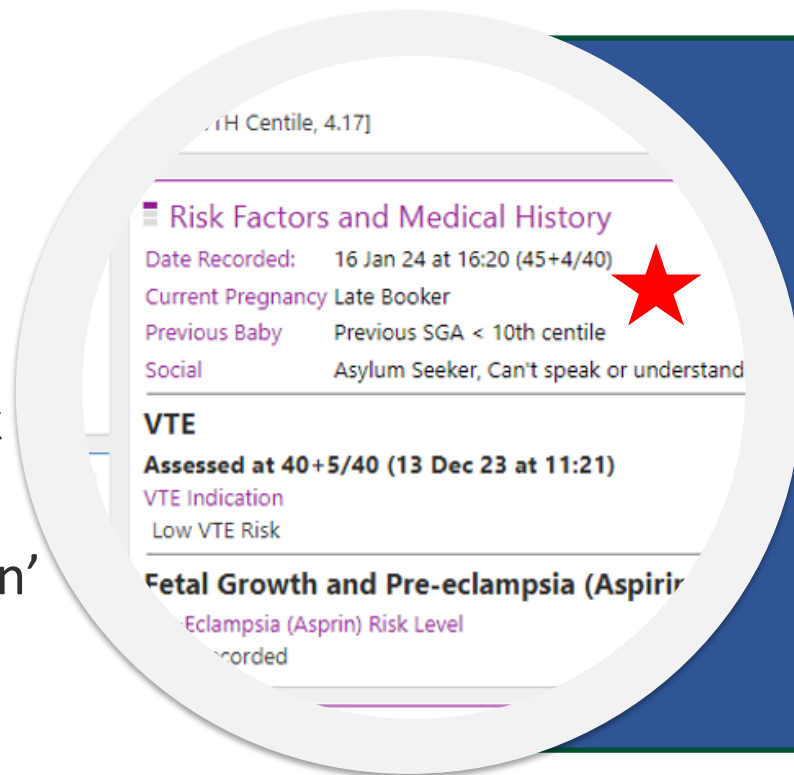 TH Centile, 4.17]
Risk Factors and Medical History
Date Recorded: 16 Jan 24 at 16:20 (45+4/40)
Current Pregnancy Late Booker
Previous Baby Previous SGA < 10th centile
Social Asylum Seeker, Can't speak or understand
VTE
Assessed at 40+5/40 (13 Dec 23 at 11:21)
VTE Indication
Low VTE Risk
n’
Fetal Growth and Pre-eclampsia (Aspirin
-Eclampsia (Asprin) Risk Level
corded